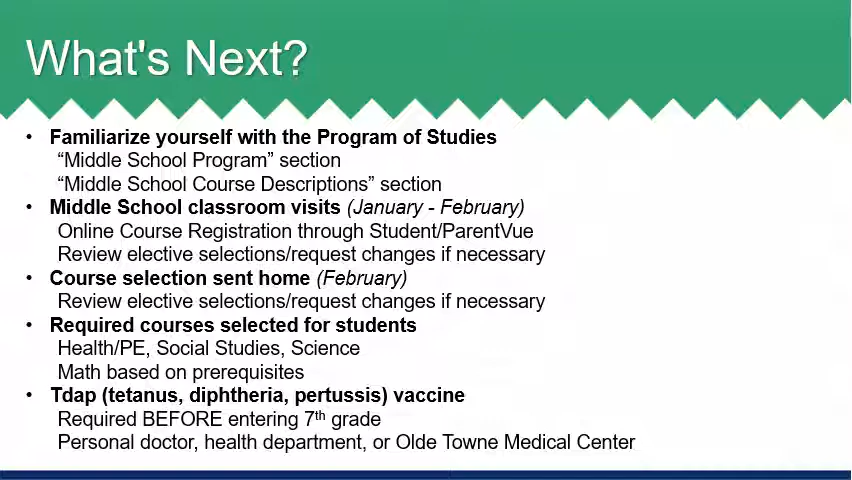 What's Next?
• Familiarize yourself with the Program of Studies
“Middle School Program” section
“Middle School Course Descriptions” section
• Middle School classroom visits (January - February)
Online Course Registration through Student/ParentVue
Review elective selections/request changes if necessary
• Course selection sent home (February)
Review elective selections/request changes if necessary
• Required courses selected for students
Health/PE, Social Studies, Science
Math based on prerequisites
• Tdap (tetanus, diphtheria, pertussis) vaccine
Required BEFORE entering 7th grade
Personal doctor, health department, or Olde Towne Medical Center